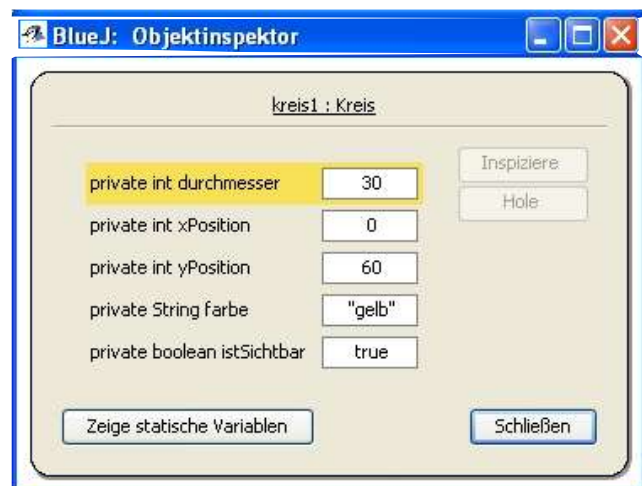 BlueJ: Objektinspektor
kreis1 : Kreis
private int durchmesser 30
private int xPosition 0
private int yPosition 60
private String farbe "gelb"
private boolean istSichtbar true
Inspiziere
Hole
Zeige statische Variablen
Schließen